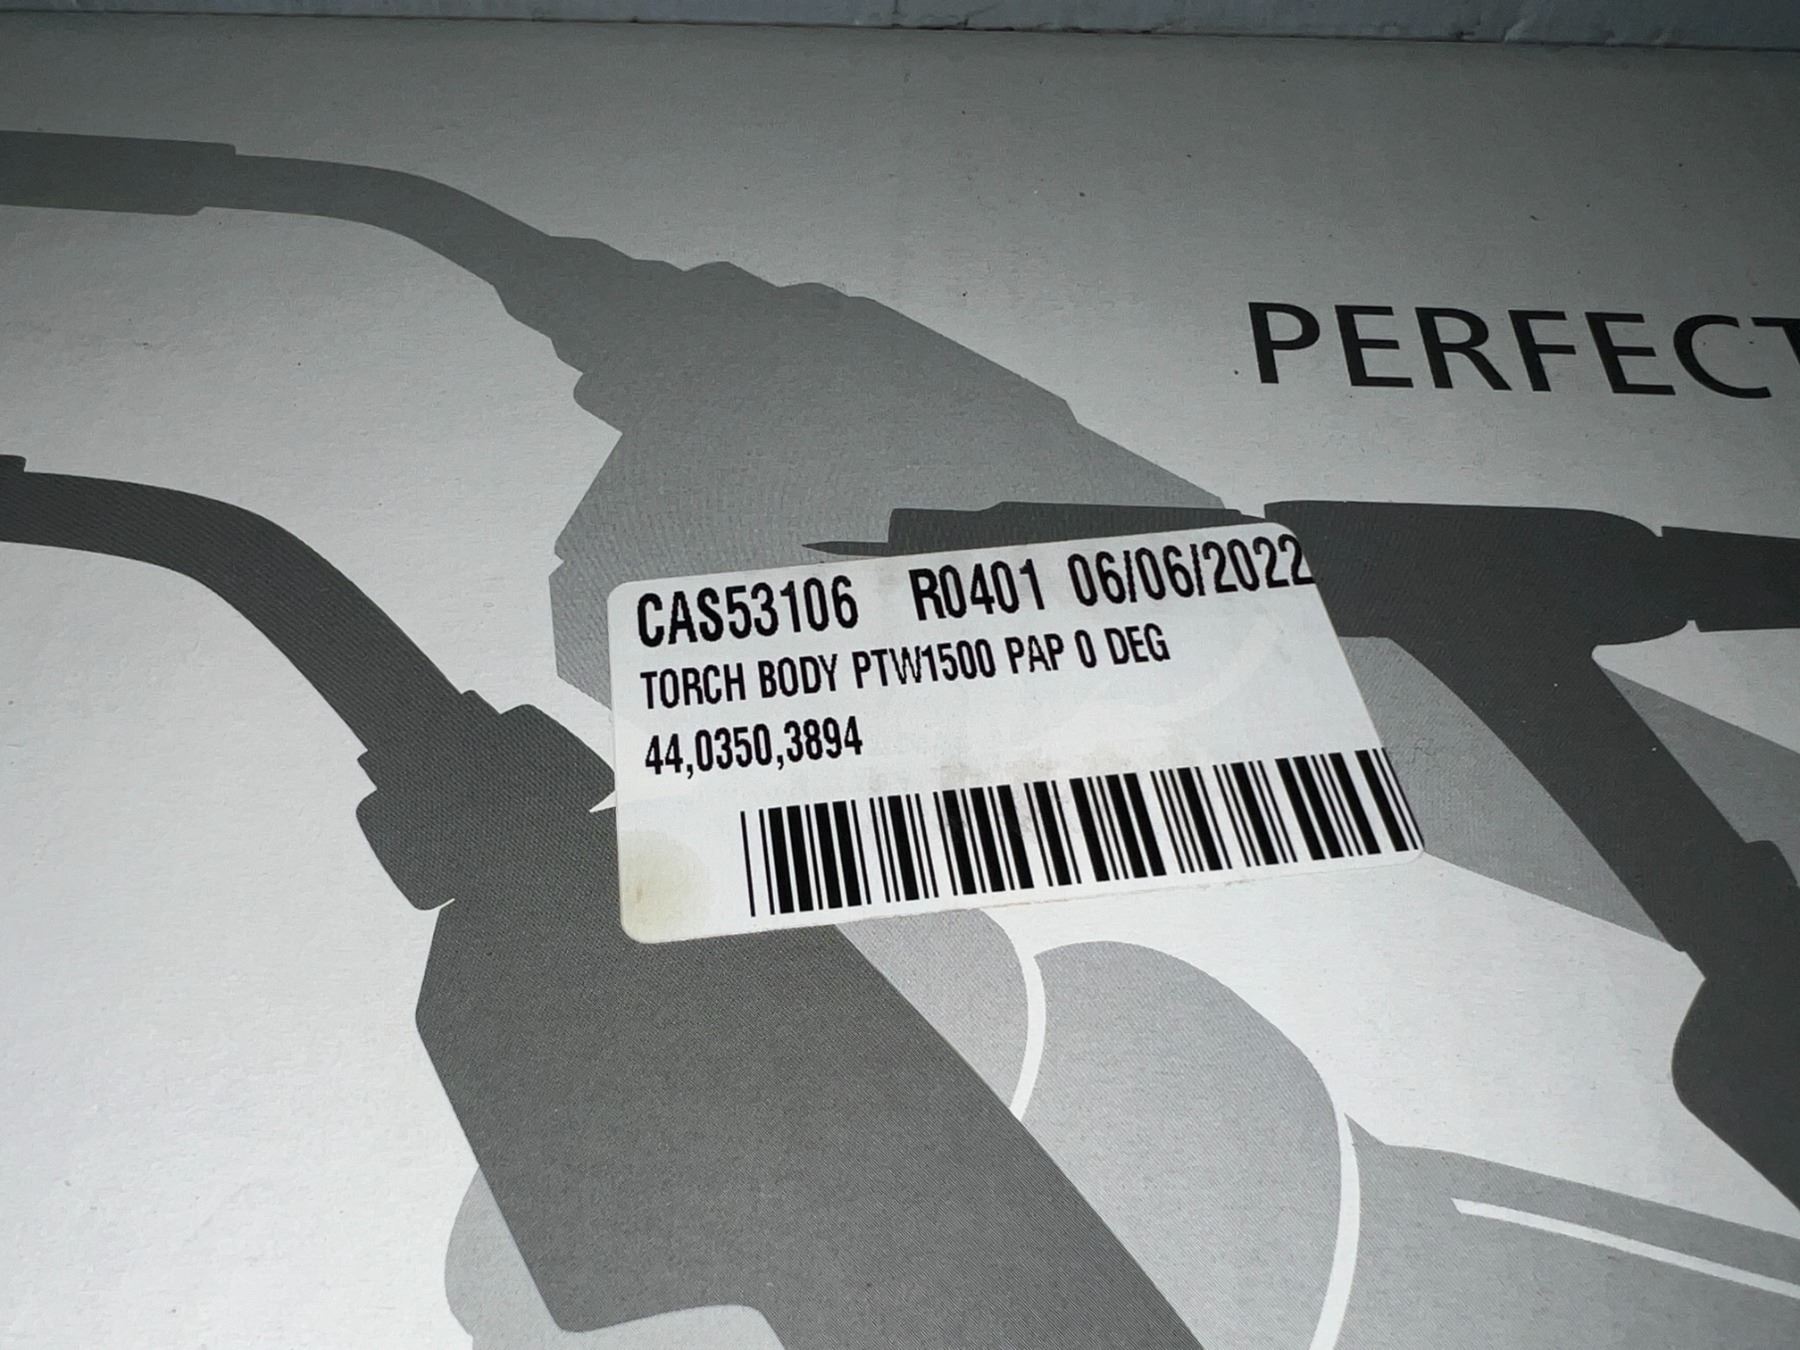 PERFECT
CAS53106 R0401 06/06/2022
TORCH BODY PTW1500 PAP 0 DEG
44,0350,3894